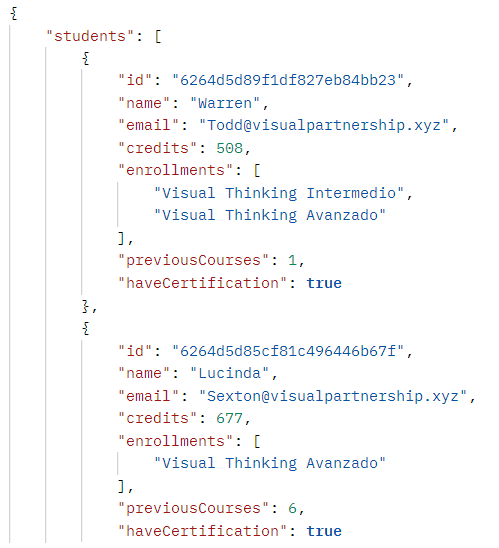 {
"students": [
{
"id": "6264d5d89f1df827eb84bb23",
"name": "Warren",
"email": "Todd@visualpartnership.xyz",
"credits": 508,
"enrollments": [
"Visual Thinking Intermedio",
"Visual Thinking Avanzado"
],
"previousCourses": 1,
"haveCertification": true
},
{
"id": "6264d5d85cf81c496446b67f",
"name": "Lucinda",
"email": "Sexton@visualpartnership.xyz",
"credits": 677,
"enrollments": [
"Visual Thinking Avanzado"
],
"previousCourses": 6,
"haveCertification": true